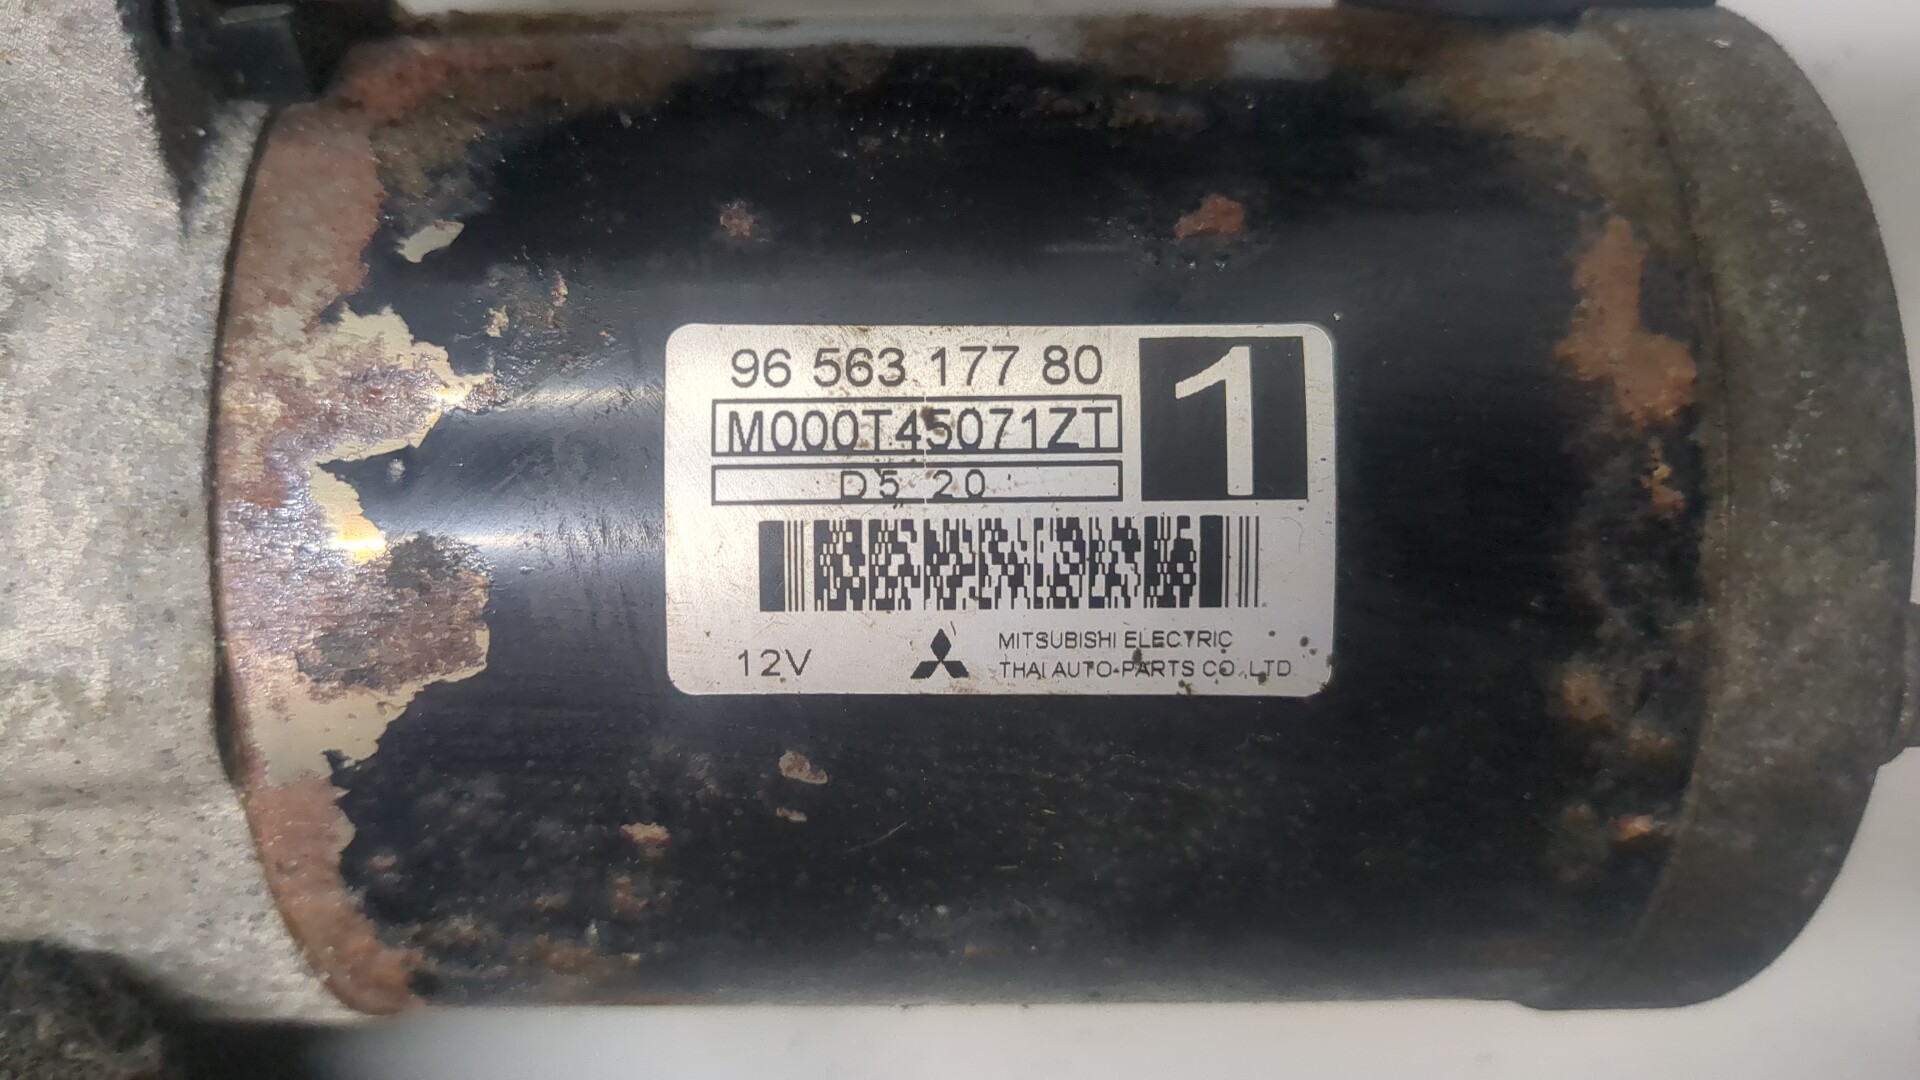 96 563 177 80
1
M000T45071ZT
D5 20
12V
MITSUBISHI ELECTRIC
THAI AUTO-PARTS CO.,LTD